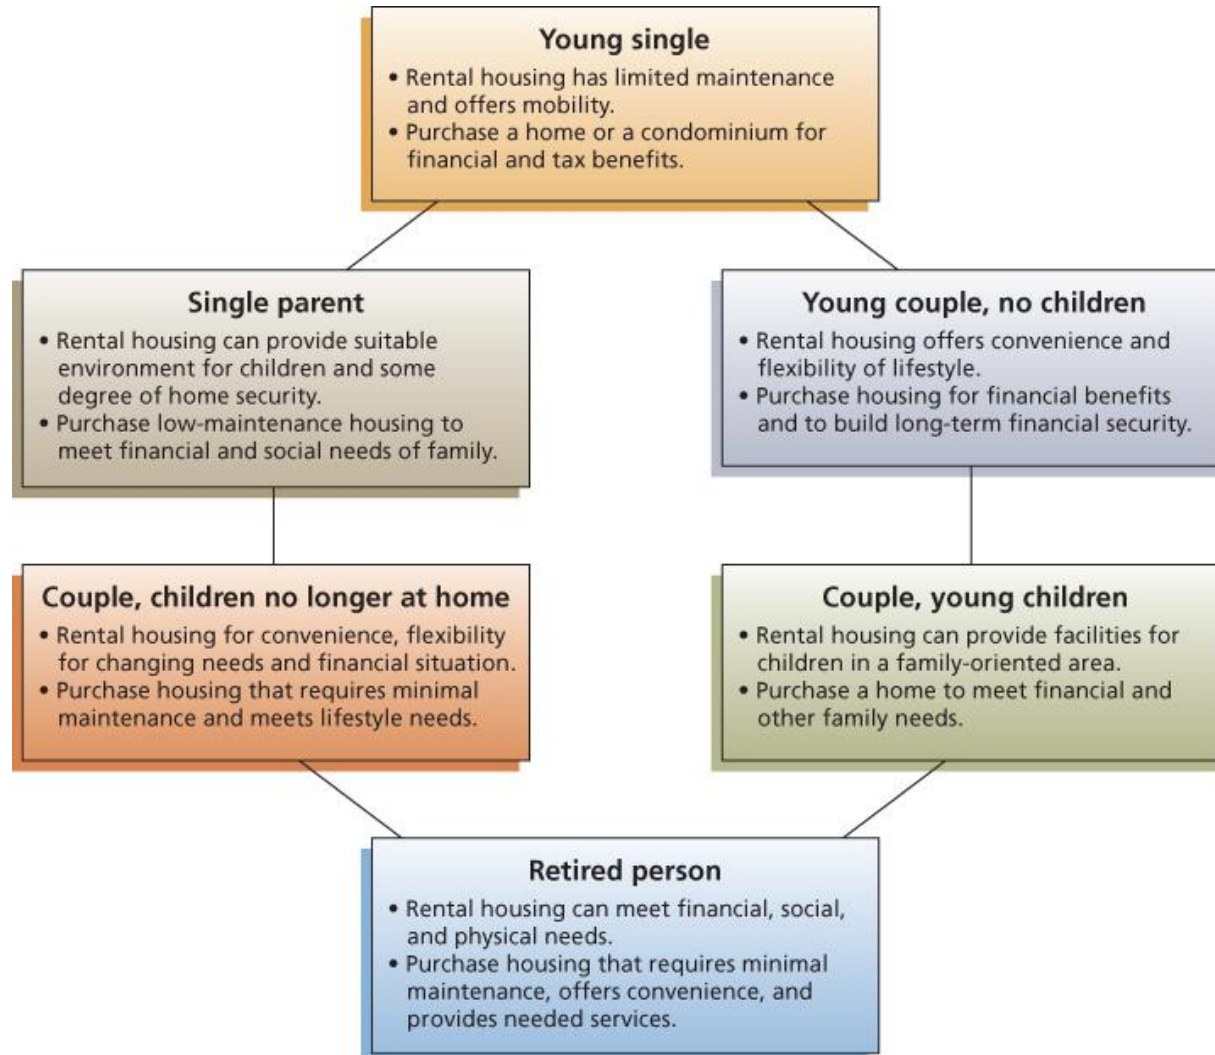 Young single
• Rental housing has limited maintenance
and offers mobility.
• Purchase a home or a condominium for
financial and tax benefits.
Single parent
• Rental housing can provide suitable
environment for children and some
degree of home security.
• Purchase low-maintenance housing to
meet financial and social needs of family.
Young couple, no children
• Rental housing offers convenience and
flexibility of lifestyle.
• Purchase housing for financial benefits
and to build long-term financial security.
Couple, children no longer at home
• Rental housing for convenience, flexibility
for changing needs and financial situation.
• Purchase housing that requires minimal
maintenance and meets lifestyle needs.
Couple, young children
• Rental housing can provide facilities for
children in a family-oriented area.
• Purchase a home to meet financial and
other family needs.
Retired person
• Rental housing can meet financial, social,
and physical needs.
• Purchase housing that requires minimal
maintenance, offers convenience, and
provides needed services.